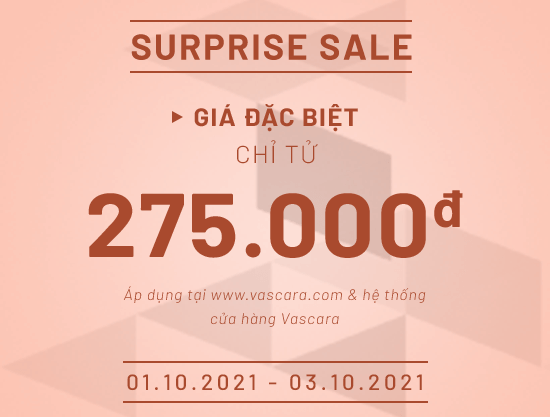 SURPRISE SALE
GIÁ ĐẶC BIỆT
CHỈ TỬ
275.000đ
Áp dụng tại www.vascara.com & hệ thống
cửa hàng Vascara
01.10.2021 - 03.10.2021